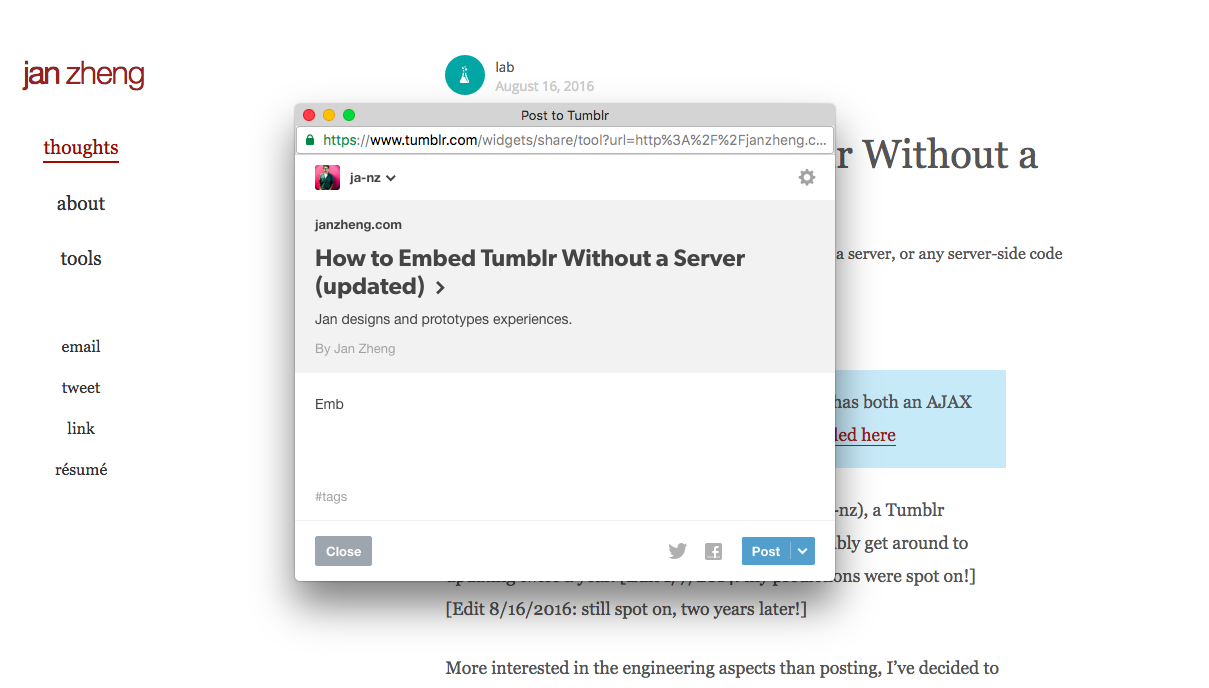 jan zheng
thoughts
about
tools
email
tweet
link
résumé
lab
August 16, 2016
Post to Tumblr
https://www.tumblr.com/widgets/share/tool?url=http%3A%2F%2Fjanzheng.c...
ja-nz
janzheng.com
How to Embed Tumblr Without a Server
(updated)
Jan designs and prototypes experiences.
By Jan Zheng
Emb
#tags
Close
Post
r Without a
a server, or any server-side code
has both an AJAX
led here
-nz), a Tumblr
bly get around to
ons were spot on!]
[Edit 8/16/2016: still spot on, two years later!]
More interested in the engineering aspects than posting, I've decided to